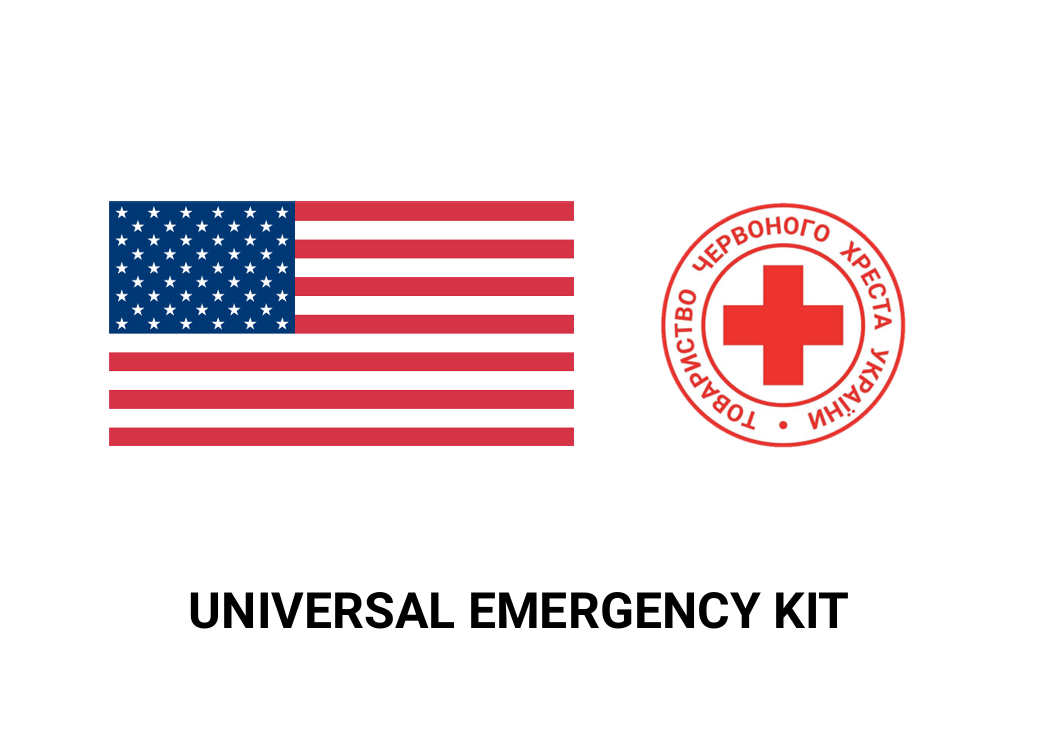 ТОВАРИСТВО ЧЕРВОНОГО ХРЕСТА УКРАЇНИ •
UNIVERSAL EMERGENCY KIT